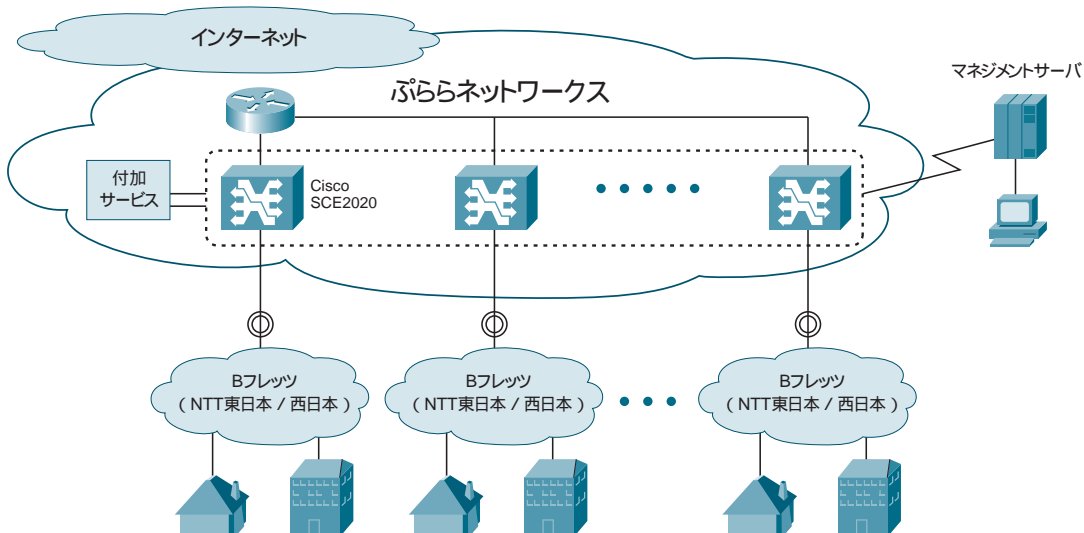 インターネット
ぷららネットワークス
マネジメントサーバ
付加
サービス
Cisco
SCE2020
Bフレッツ
(NTT東日本 / 西日本)
Bフレッツ
(NTT東日本 / 西日本)
Bフレッツ
(NTT東日本 / 西日本)